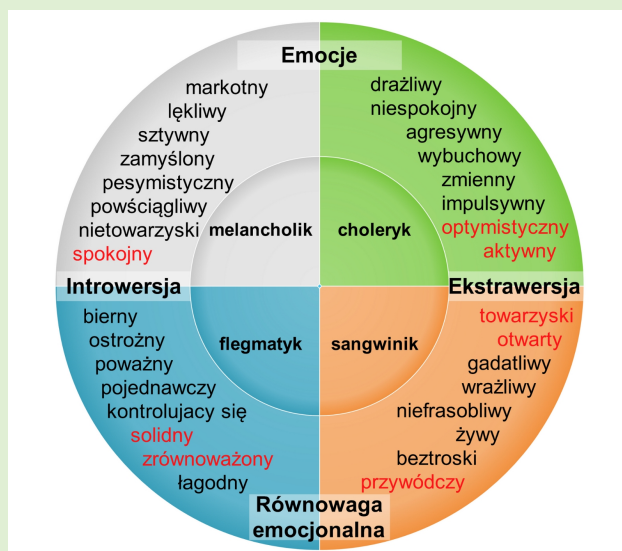 Emocje
markotny
lękliwy
sztywny
zamyślony
pesymistyczny
powściągliwy
nietowarzyski
spokojny
melancholik
drażliwy
niespokojny
agresywny
wybuchowy
zmienny
impulsywny
optymistyczny
aktywny
choleryk
Introwersja
Ekstrawersja
bierny
ostrożny
poważny
pojednawczy
kontrolujacy się
solidny
zrównoważony
łagodny
flegmatyk
sangwinik
towarzyski
otwarty
gadatliwy
wrażliwy
niefrasobliwy
żywy
beztroski
przywódczy
Równowaga
emocjonalna